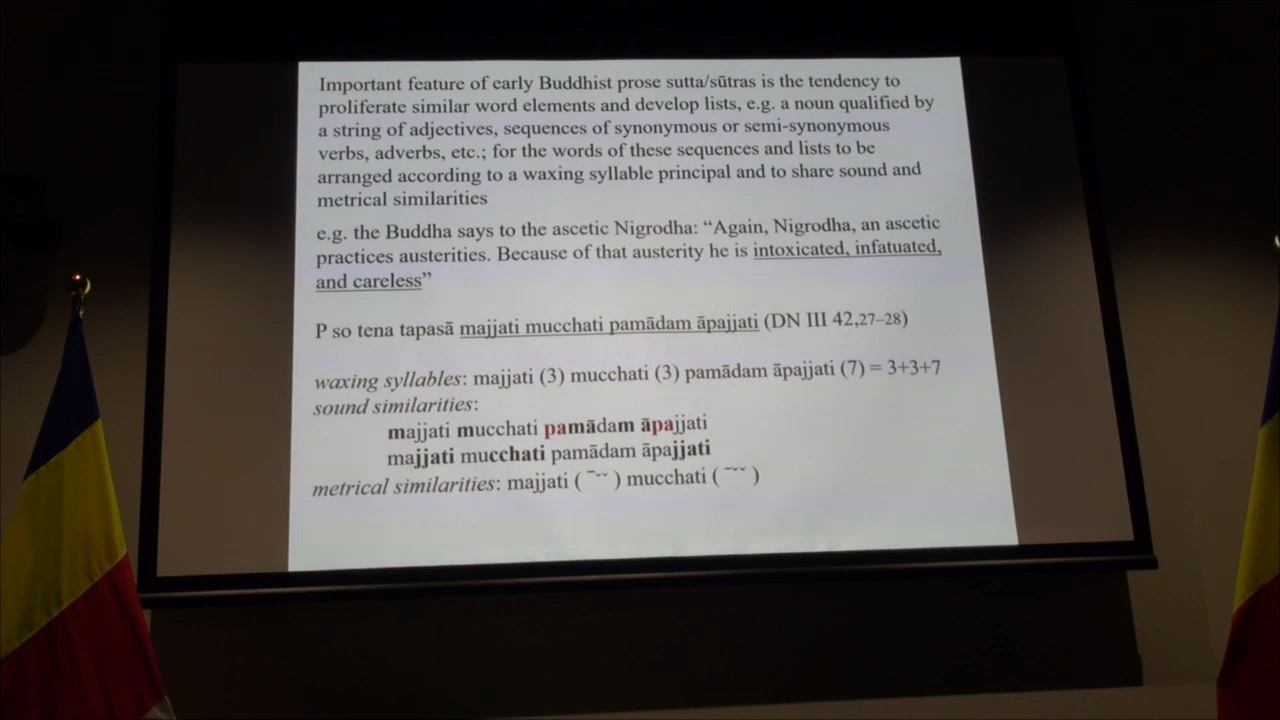 Important feature of early Buddhist prose sutta/sūtras is the tendency to
proliferate similar word elements and develop lists, e.g. a noun qualified by
a string of adjectives, sequences of synonymous or semi-synonymous
verbs, adverbs, etc.; for the words of these sequences and lists to be
arranged according to a waxing syllable principal and to share sound and
metrical similarities
e.g. the Buddha says to the ascetic Nigrodha: “Again, Nigrodha, an ascetic
practices austerities. Because of that austerity he is intoxicated, infatuated,
and careless”
P so tena tapasā majjati mucchati pamādam āpajjati (DN III 42,27–28)
waxing syllables: majjati (3) mucchati (3) pamādam āpajjati (7) = 3+3+7
sound similarities:
majjati mucchati pamādam āpajjati
majjati mucchati pamādam āpajjati
metrical similarities: majjati ( ¯˘˘ ) mucchati ( ¯˘˘ )